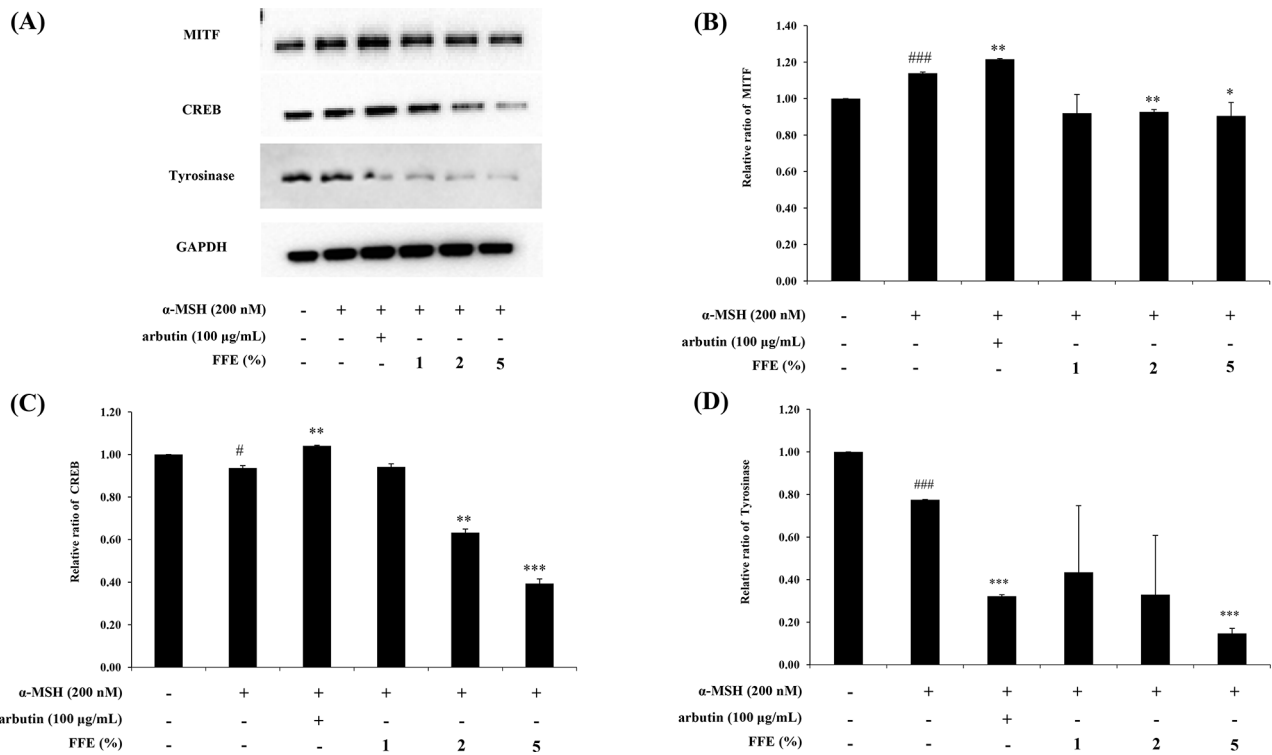 (A)
MITF
CREB
Tyrosinase
GAPDH
α-MSH (200 nM) - + + + + +
arbutin (100 μg/mL) - - + - - -
FFE (%) - - - 1 2 5
(B)
Relative ratio of MITF
1.40
1.20
1.00
0.80
0.60
0.40
0.20
0.00
###
**
**
*
α-MSH (200 nM) - + + + + +
arbutin (100 μg/mL) - - + - - -
FFE (%) - - - 1 2 5
(C)
Relative ratio of CREB
1.20
1.00
0.80
0.60
0.40
0.20
0.00
#
**
**
***
α-MSH (200 nM) - + + + + +
arbutin (100 μg/mL) - - + - - -
FFE (%) - - - 1 2 5
(D)
Relative ratio of Tyrosinase
1.20
1.00
0.80
0.60
0.40
0.20
0.00
###
***
***
α-MSH (200 nM) - + + + + +
arbutin (100 μg/mL) - - + - - -
FFE (%) - - - 1 2 5